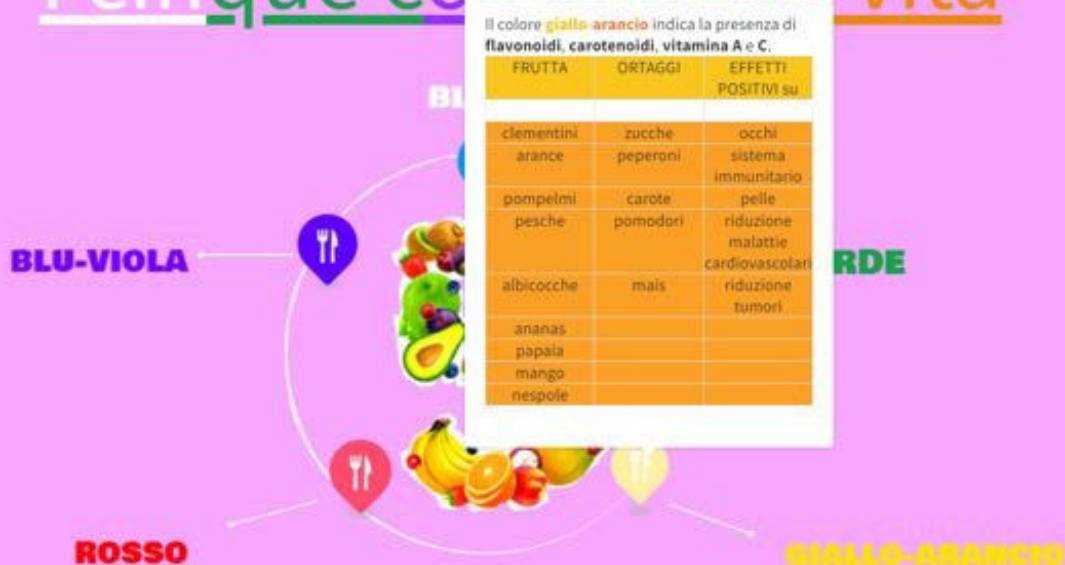 Il colore giallo-arancio indica la presenza di
flavonoidi, carotenoidi, vitamina A e C.
FRUTTA ORTAGGI EFFETTI
POSITIVI su
clementini zucche occhi
arance peperoni sistema
immunitario
pompelmi carote pelle
pesche pomodori riduzione
malattie
cardiovascolari
albicocche mais riduzione
tumori
ananas
papaia
mango
nespole
BLU-VIOLA
ROSSO
GIALLO-ARANCIO